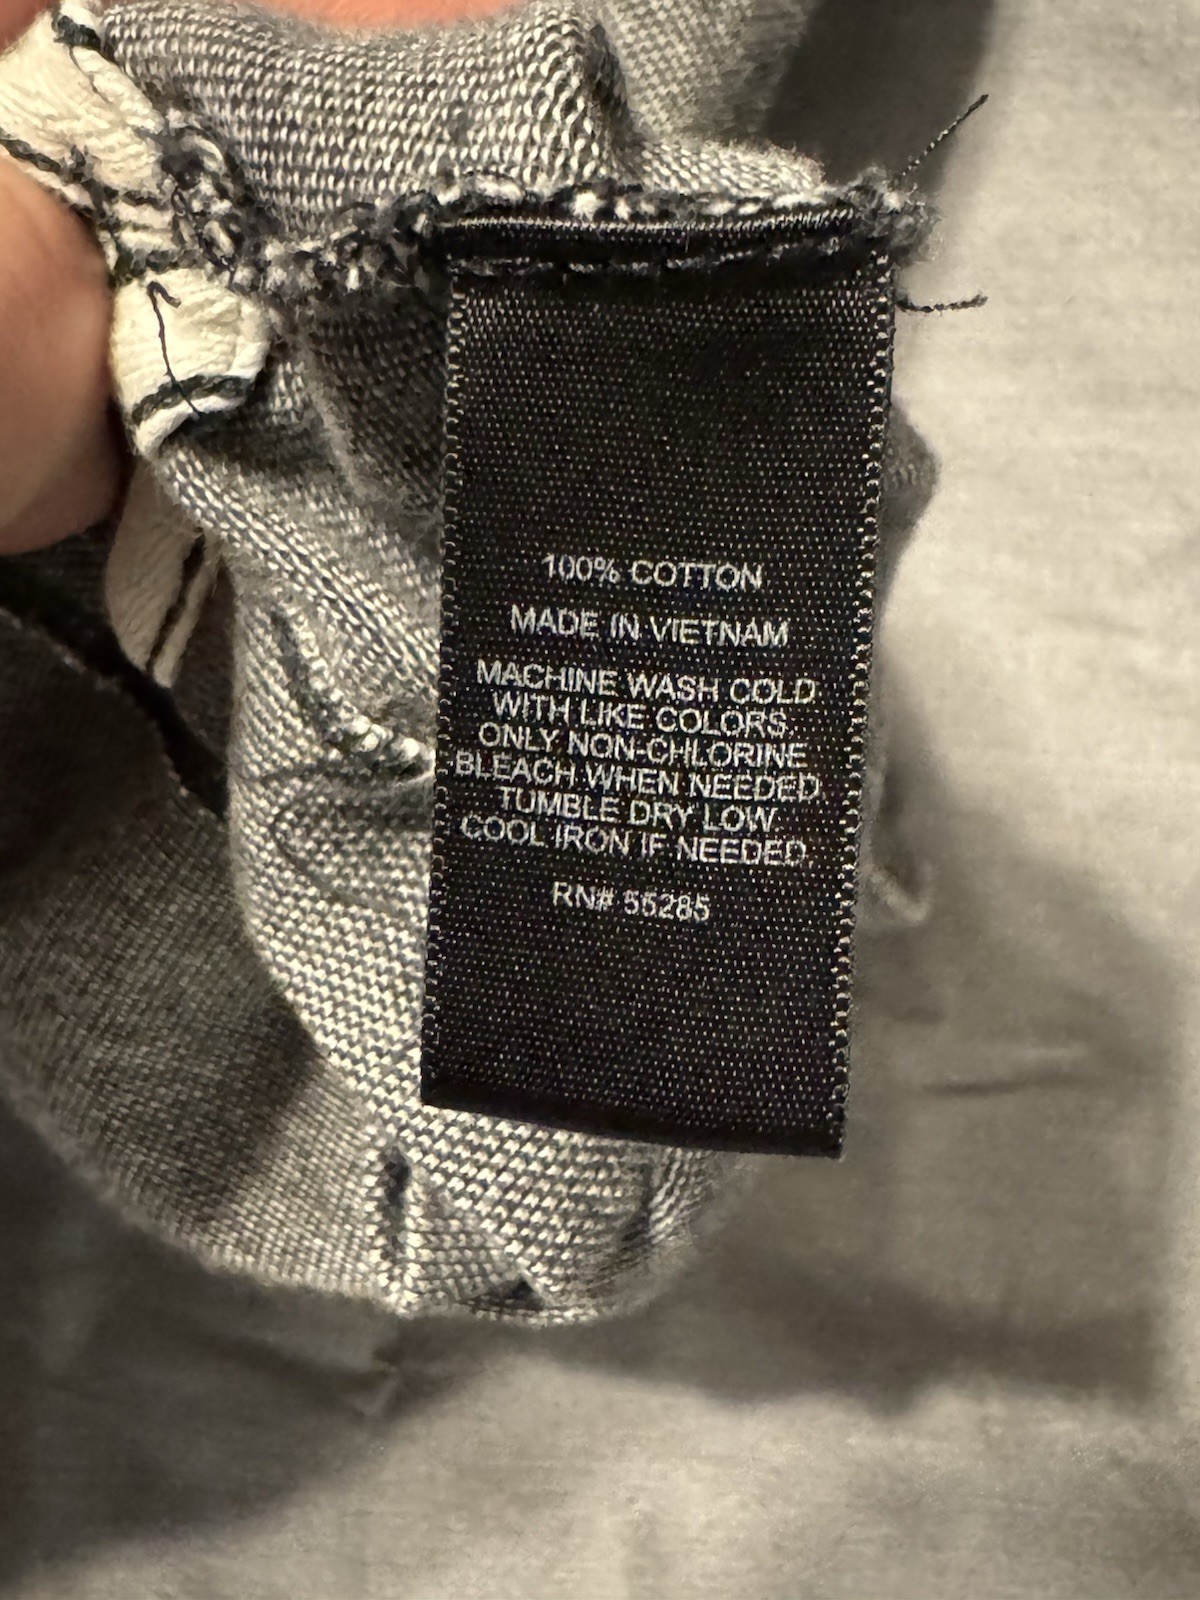 100% COTTON
MADE IN VIETNAM
MACHINE WASH COLD
WITH LIKE COLORS.
ONLY NON-CHLORINE
BLEACH WHEN NEEDED.
TUMBLE DRY LOW.
COOL IRON IF NEEDED.
RN# 55285